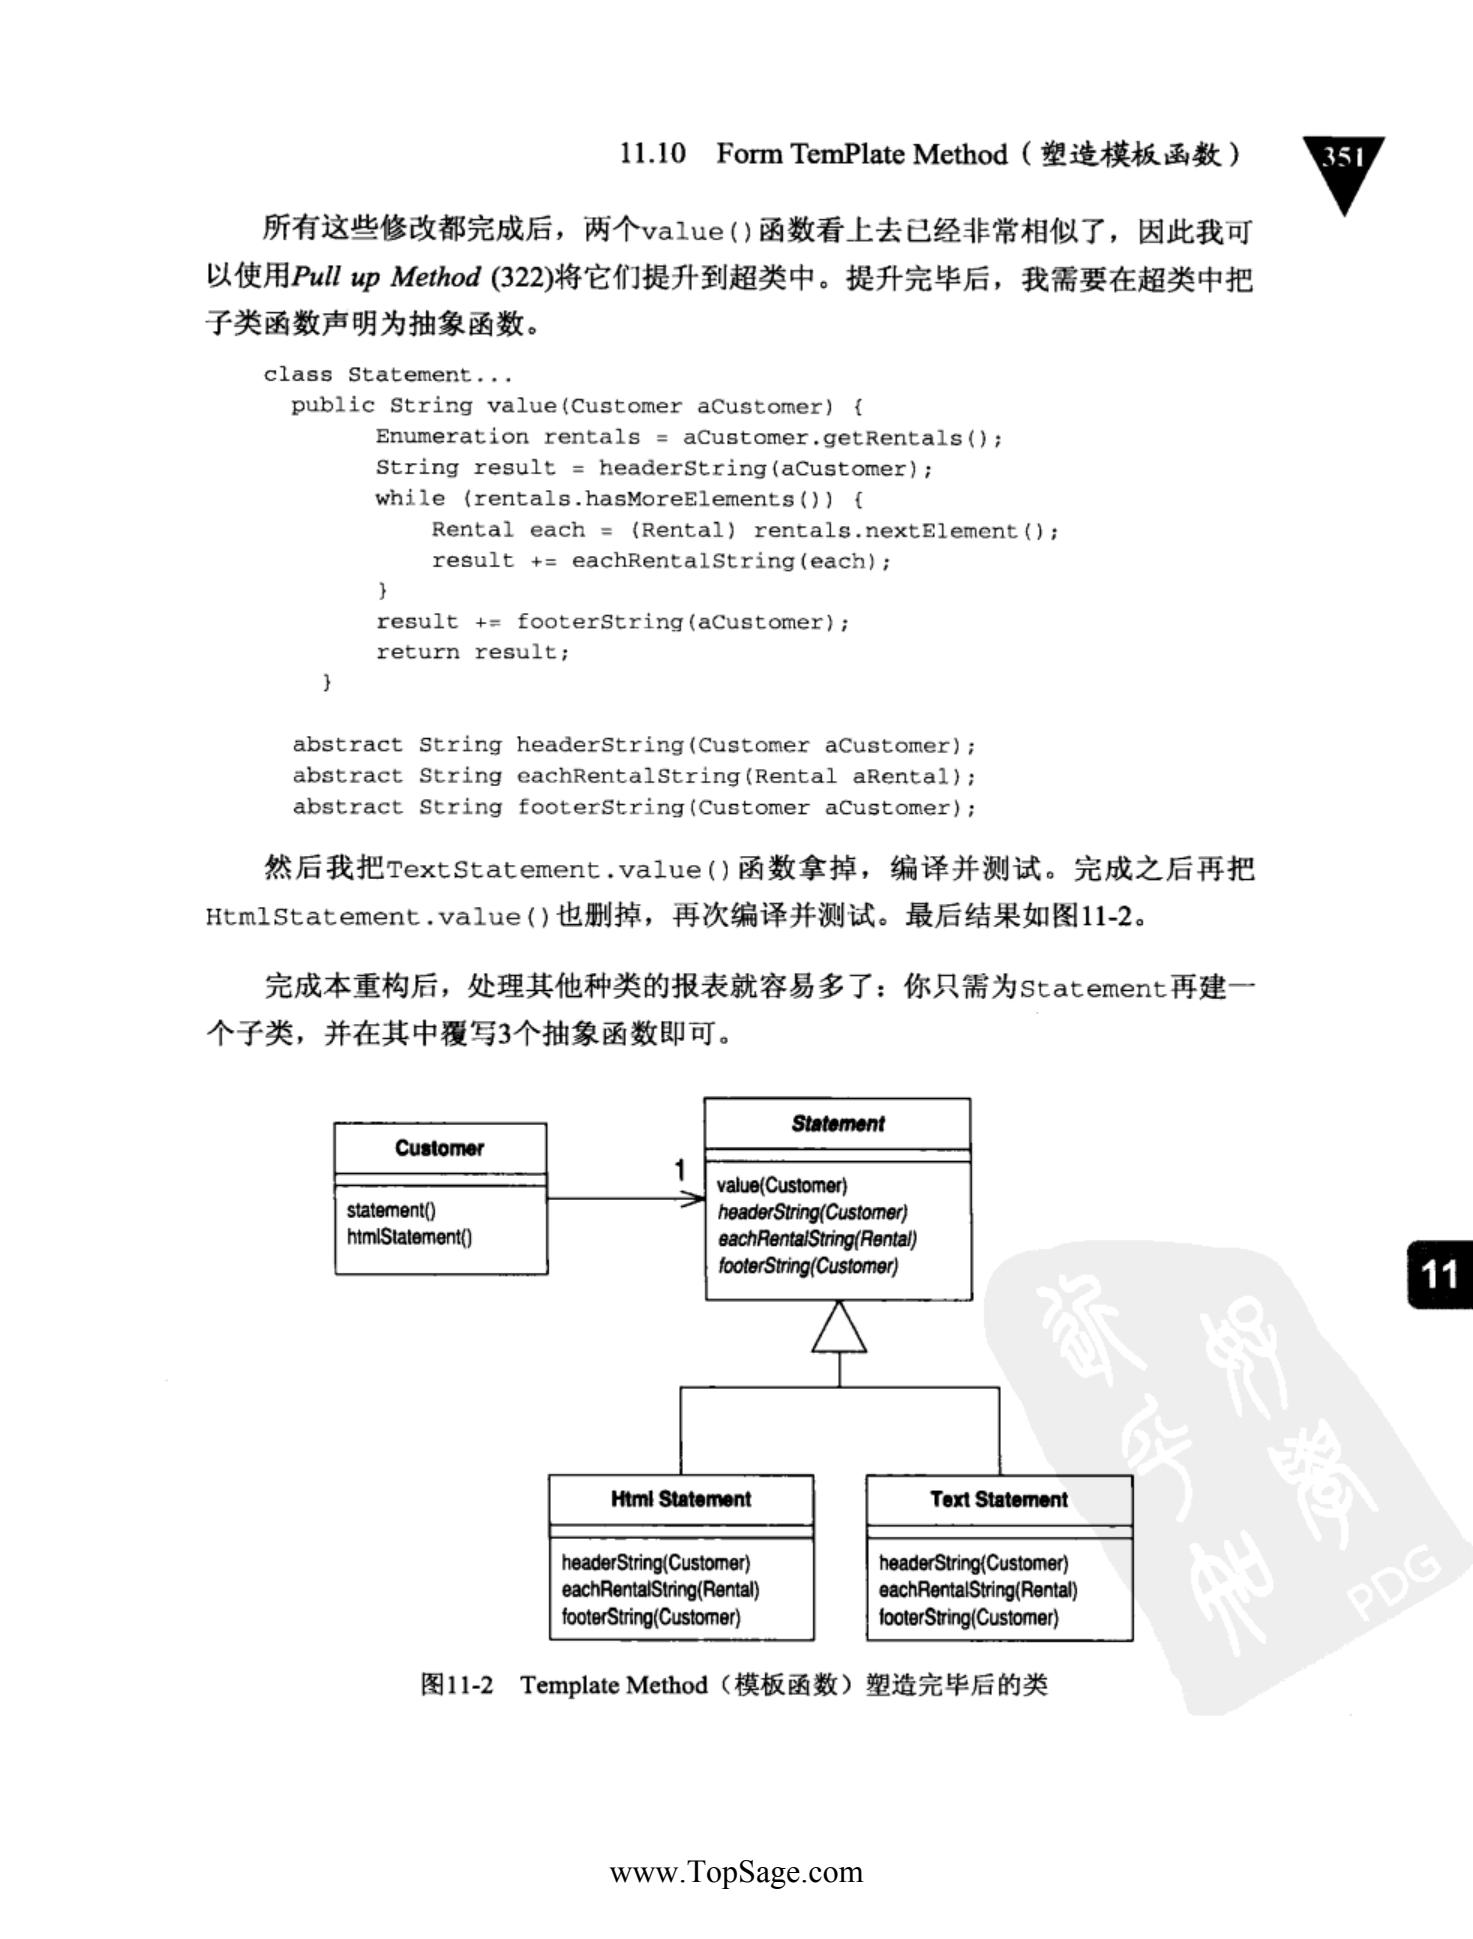 11.10 Form TemPlate Method（塑造模板函数）
351
所有这些修改都完成后，两个value()函数看上去已经非常相似了，因此我可
以使用Pull up Method (322)将它们提升到超类中。提升完毕后，我需要在超类中把
子类函数声明为抽象函数。
class Statement...
public String value(Customer aCustomer) {
Enumeration rentals = aCustomer.getRentals();
String result = headerString(aCustomer);
while (rentals.hasMoreElements()) {
Rental each = (Rental) rentals.nextElement();
result += eachRentalString(each);
}
result += footerString(aCustomer);
return result;
}
abstract String headerString(Customer aCustomer);
abstract String eachRentalString(Rental aRental);
abstract String footerString(Customer aCustomer);
然后我把TextStatement.value()函数拿掉，编译并测试。完成之后再把
HtmlStatement.value()也删掉，再次编译并测试。最后结果如图11-2。
完成本重构后，处理其他种类的报表就容易多了：你只需为Statement再建一
个子类，并在其中覆写3个抽象函数即可。
Customer
statement()
htmlStatement()
1
Statement
value(Customer)
headerString(Customer)
eachRentalString(Rental)
footerString(Customer)
11
Html Statement
headerString(Customer)
eachRentalString(Rental)
footerString(Customer)
Text Statement
headerString(Customer)
eachRentalString(Rental)
footerString(Customer)
PDG
图11-2 Template Method（模板函数）塑造完毕后的类
www.TopSage.com